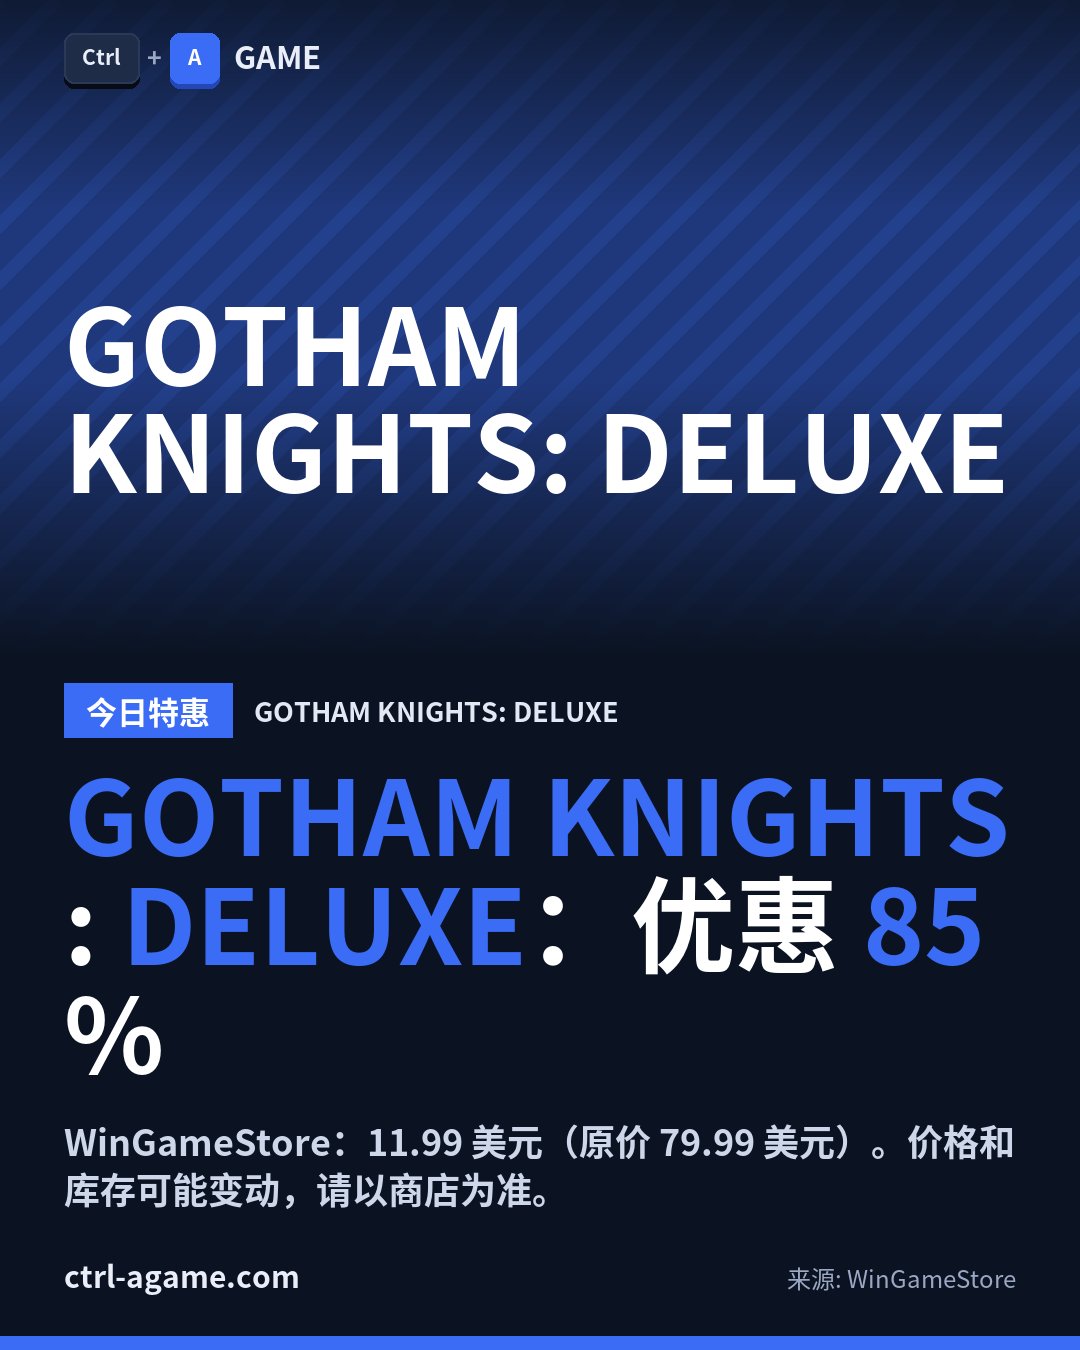 Ctrl + A GAME
GOTHAM
KNIGHTS: DELUXE
今日特惠 GOTHAM KNIGHTS: DELUXE
GOTHAM KNIGHTS
: DELUXE：优惠 85
%
WinGameStore：11.99 美元（原价 79.99 美元）。价格和
库存可能变动，请以商店为准。
ctrl-agame.com
来源: WinGameStore